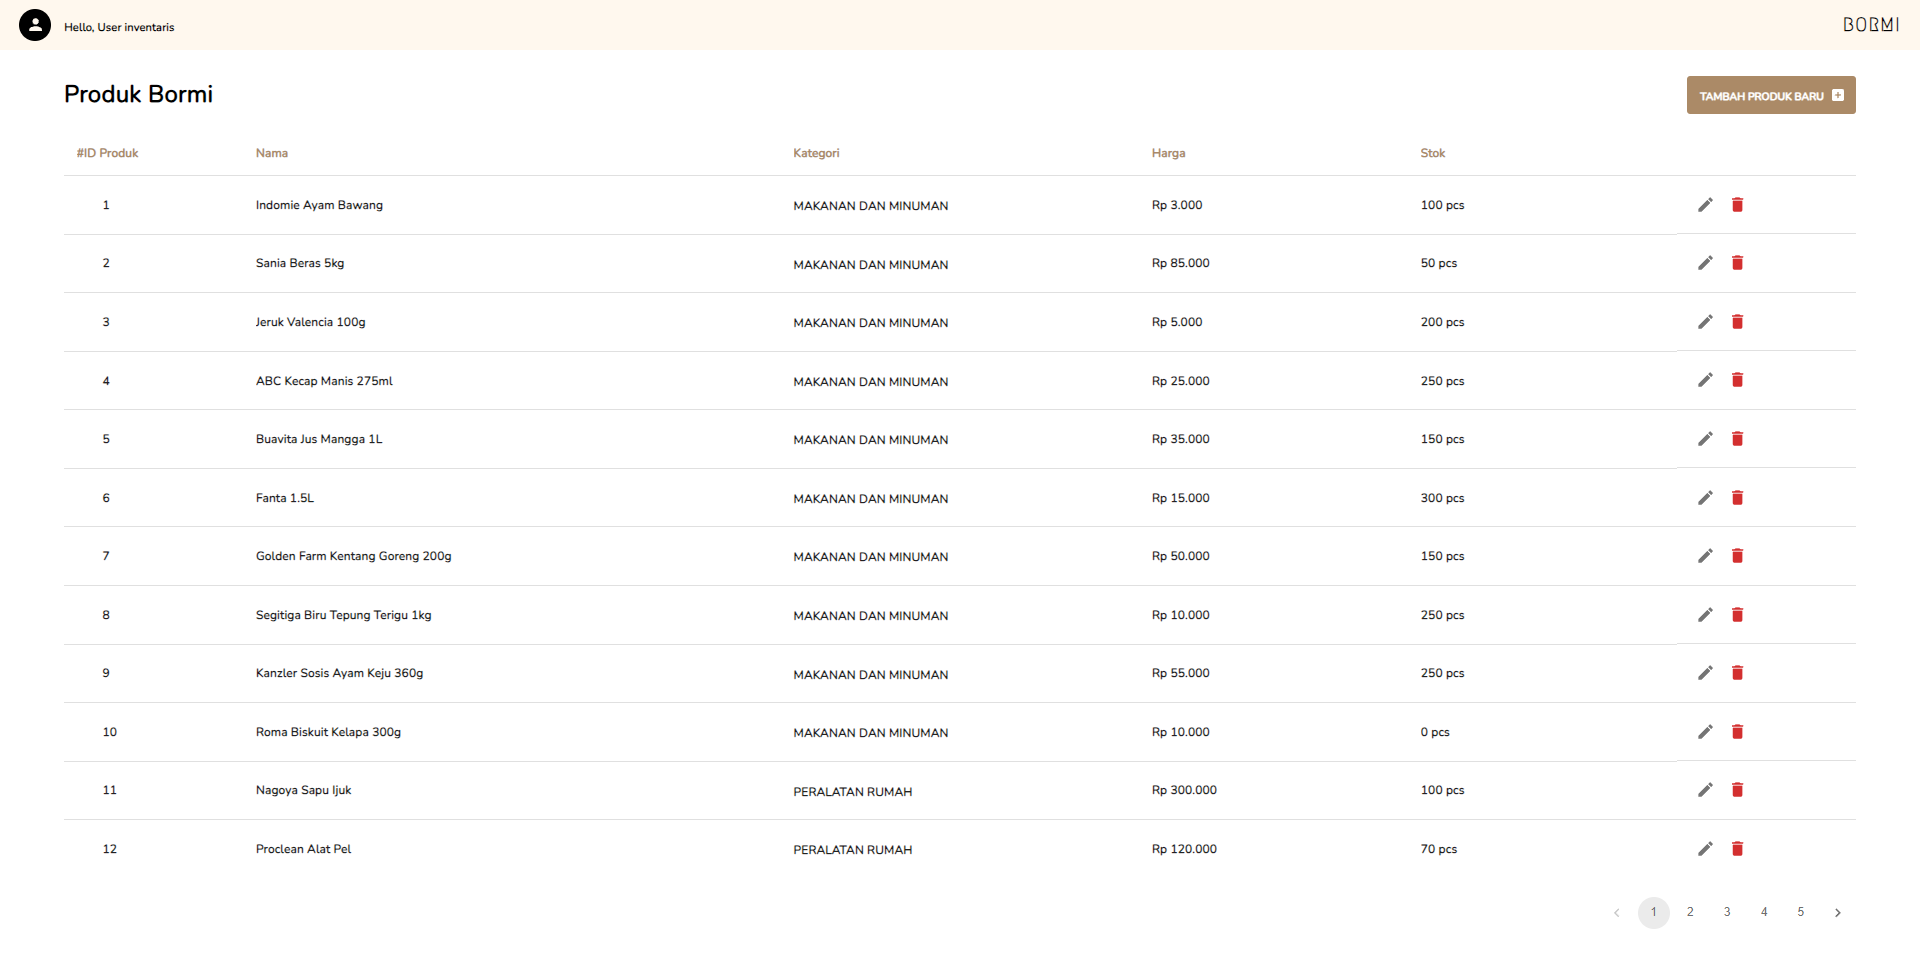 Hello, User inventaris
BORMI
Produk Bormi
TAMBAH PRODUK BARU
#ID Produk Nama Kategori Harga Stok
1 Indomie Ayam Bawang MAKANAN DAN MINUMAN Rp 3.000 100 pcs
2 Sania Beras 5kg MAKANAN DAN MINUMAN Rp 85.000 50 pcs
3 Jeruk Valencia 100g MAKANAN DAN MINUMAN Rp 5.000 200 pcs
4 ABC Kecap Manis 275ml MAKANAN DAN MINUMAN Rp 25.000 250 pcs
5 Buavita Jus Mangga 1L MAKANAN DAN MINUMAN Rp 35.000 150 pcs
6 Fanta 1.5L MAKANAN DAN MINUMAN Rp 15.000 300 pcs
7 Golden Farm Kentang Goreng 200g MAKANAN DAN MINUMAN Rp 50.000 150 pcs
8 Segitiga Biru Tepung Terigu 1kg MAKANAN DAN MINUMAN Rp 10.000 250 pcs
9 Kanzler Sosis Ayam Keju 360g MAKANAN DAN MINUMAN Rp 55.000 250 pcs
10 Roma Biskuit Kelapa 300g MAKANAN DAN MINUMAN Rp 10.000 0 pcs
11 Nagoya Sapu Ijuk PERALATAN RUMAH Rp 300.000 100 pcs
12 Proclean Alat Pel PERALATAN RUMAH Rp 120.000 70 pcs
1 2 3 4 5